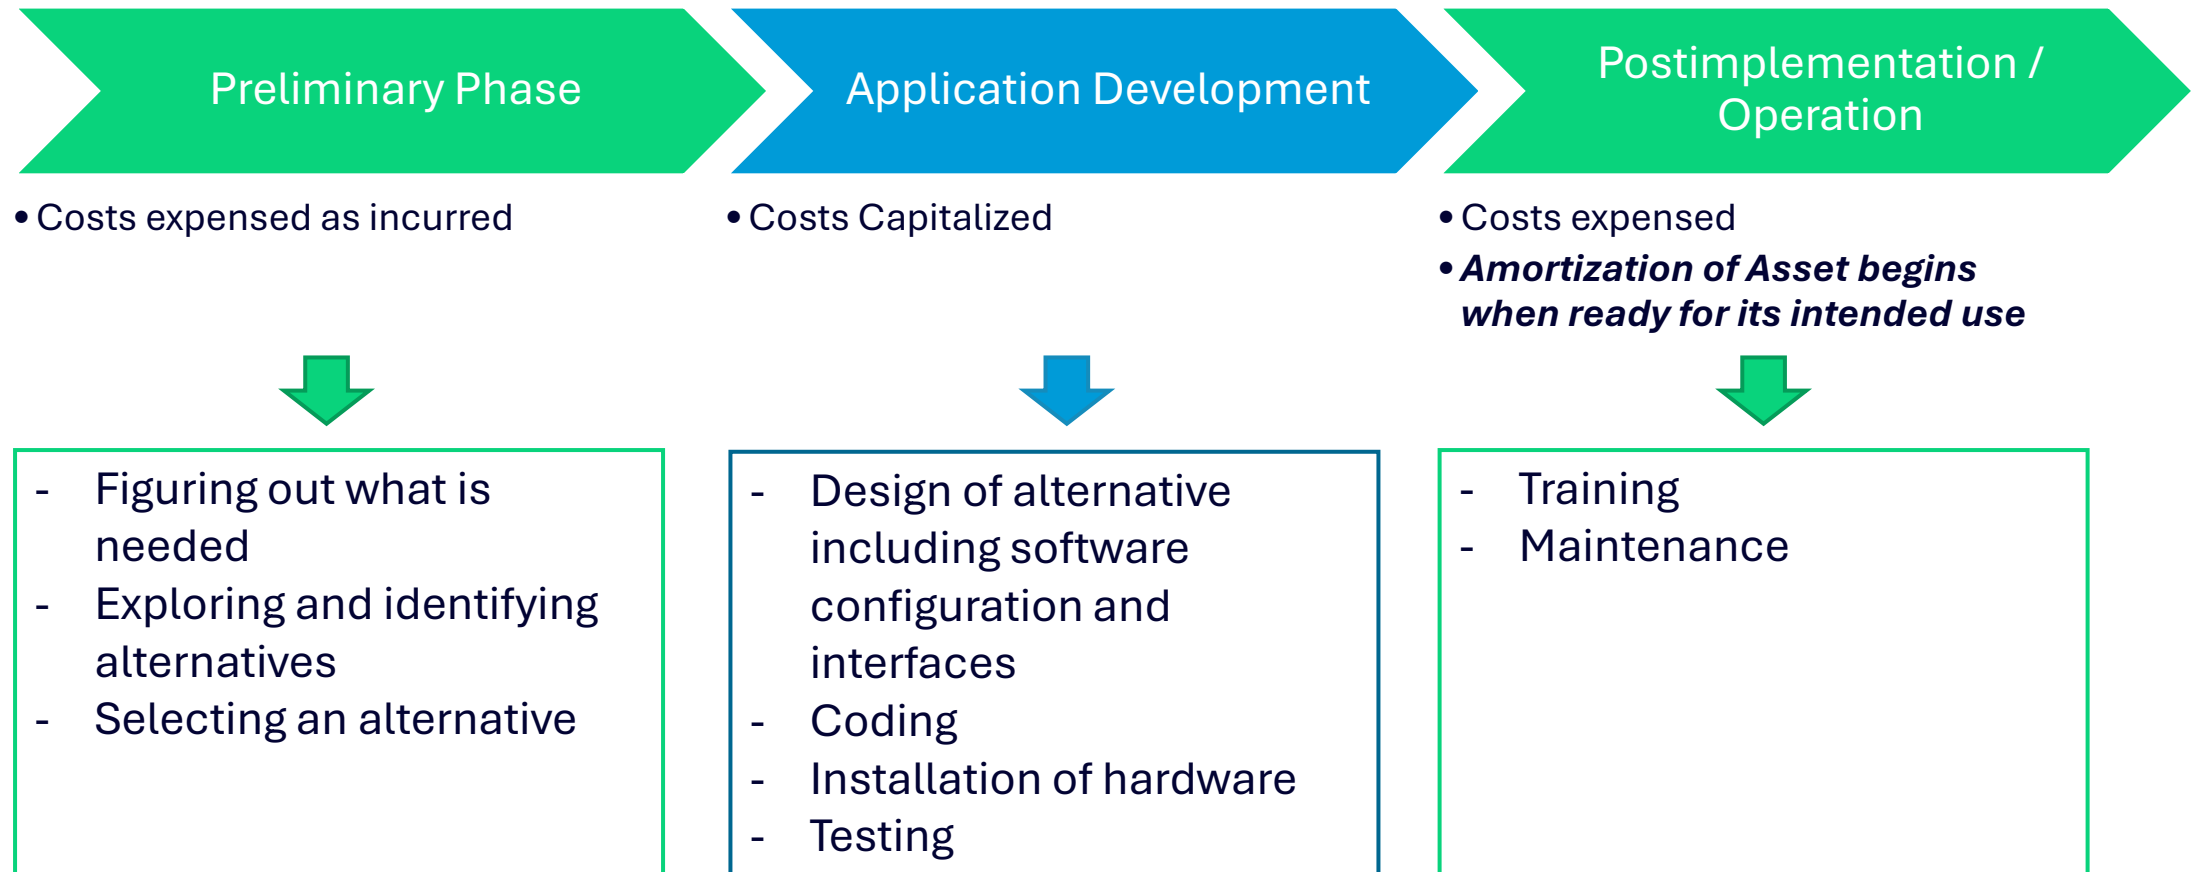 Preliminary Phase
• Costs expensed as incurred
- Figuring out what is
needed
- Exploring and identifying
alternatives
- Selecting an alternative
Application Development
• Costs Capitalized
- Design of alternative
including software
configuration and
interfaces
- Coding
- Installation of hardware
- Testing
Postimplementation /
Operation
• Costs expensed
• Amortization of Asset begins
when ready for its intended use
- Training
- Maintenance